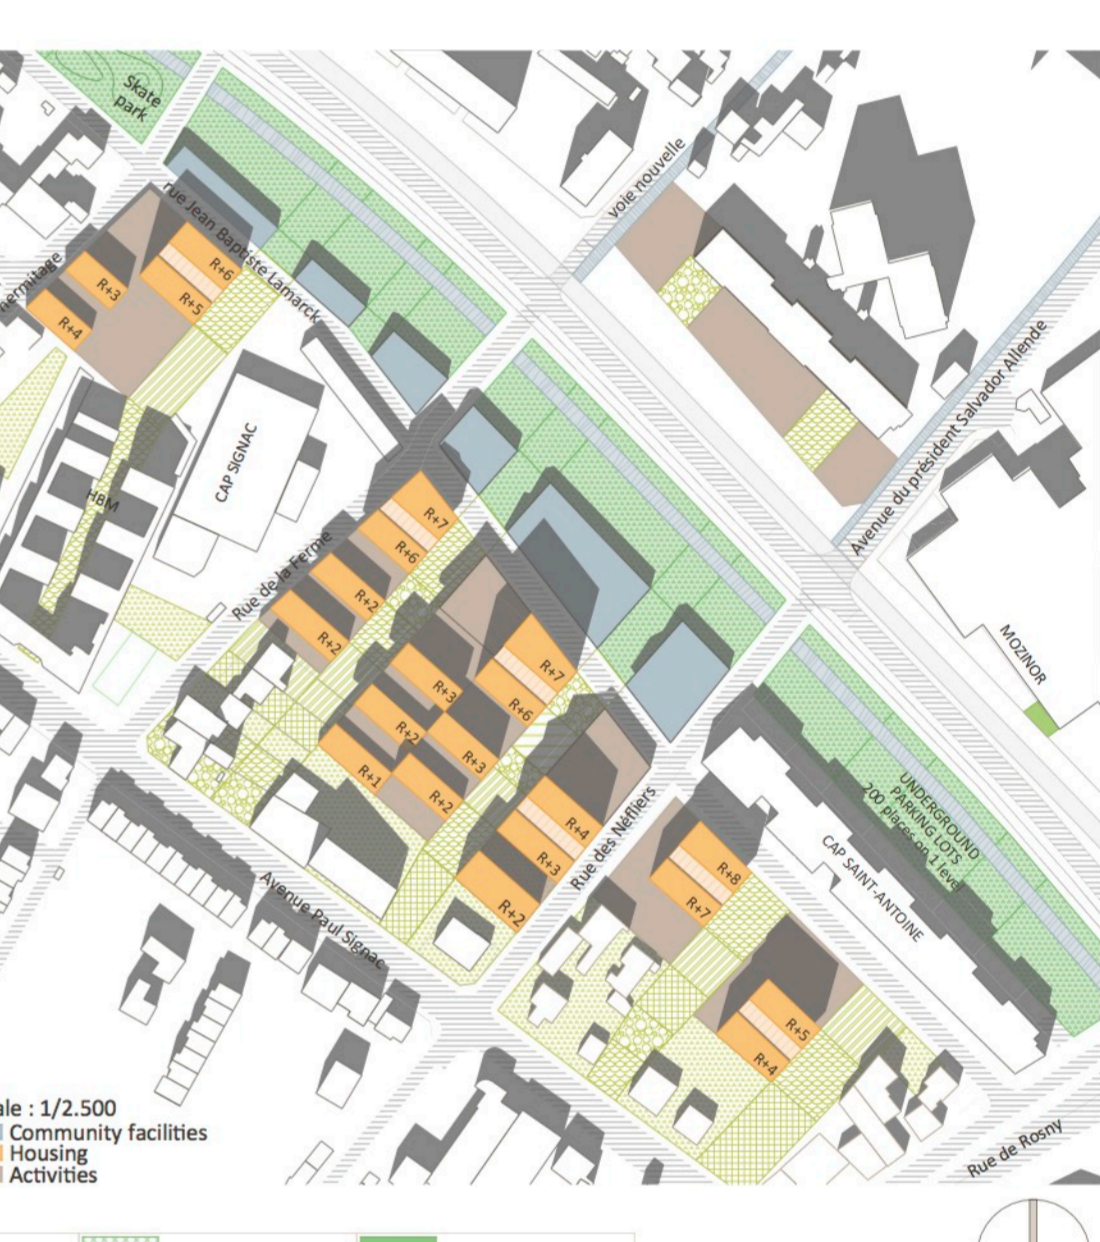 Skate
park
voie nouvelle
rue Jean Baptiste Lamarck
R+6
R+5
R+3
R+4
Avenue du président Salvador Allende
CAP SIGNAC
HBM
R+7
R+6
Rue de la Ferme
R+2
R+2
MOZINOR
R+7
R+6
R+3
R+2
R+3
R+1
R+2
R+4
R+3
R+2
Rue des Néfliers
UNDERGROUND
PARKING LOTS
200 places on 1 level
CAP SAINT-ANTOINE
R+8
R+7
Avenue Paul Signac
R+5
R+4
Rue de Rosny
: 1/2.500
Community facilities
Housing
Activities